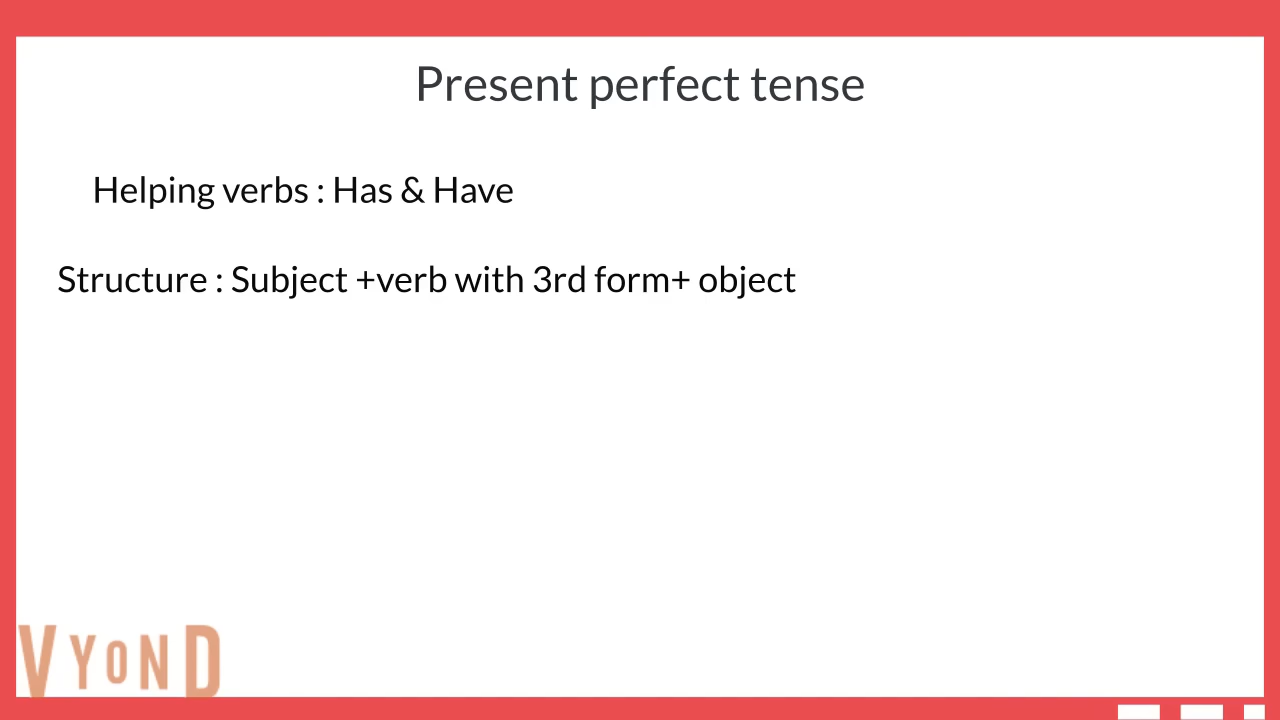 Present perfect tense
Helping verbs : Has & Have
Structure : Subject +verb with 3rd form+ object
VYOND